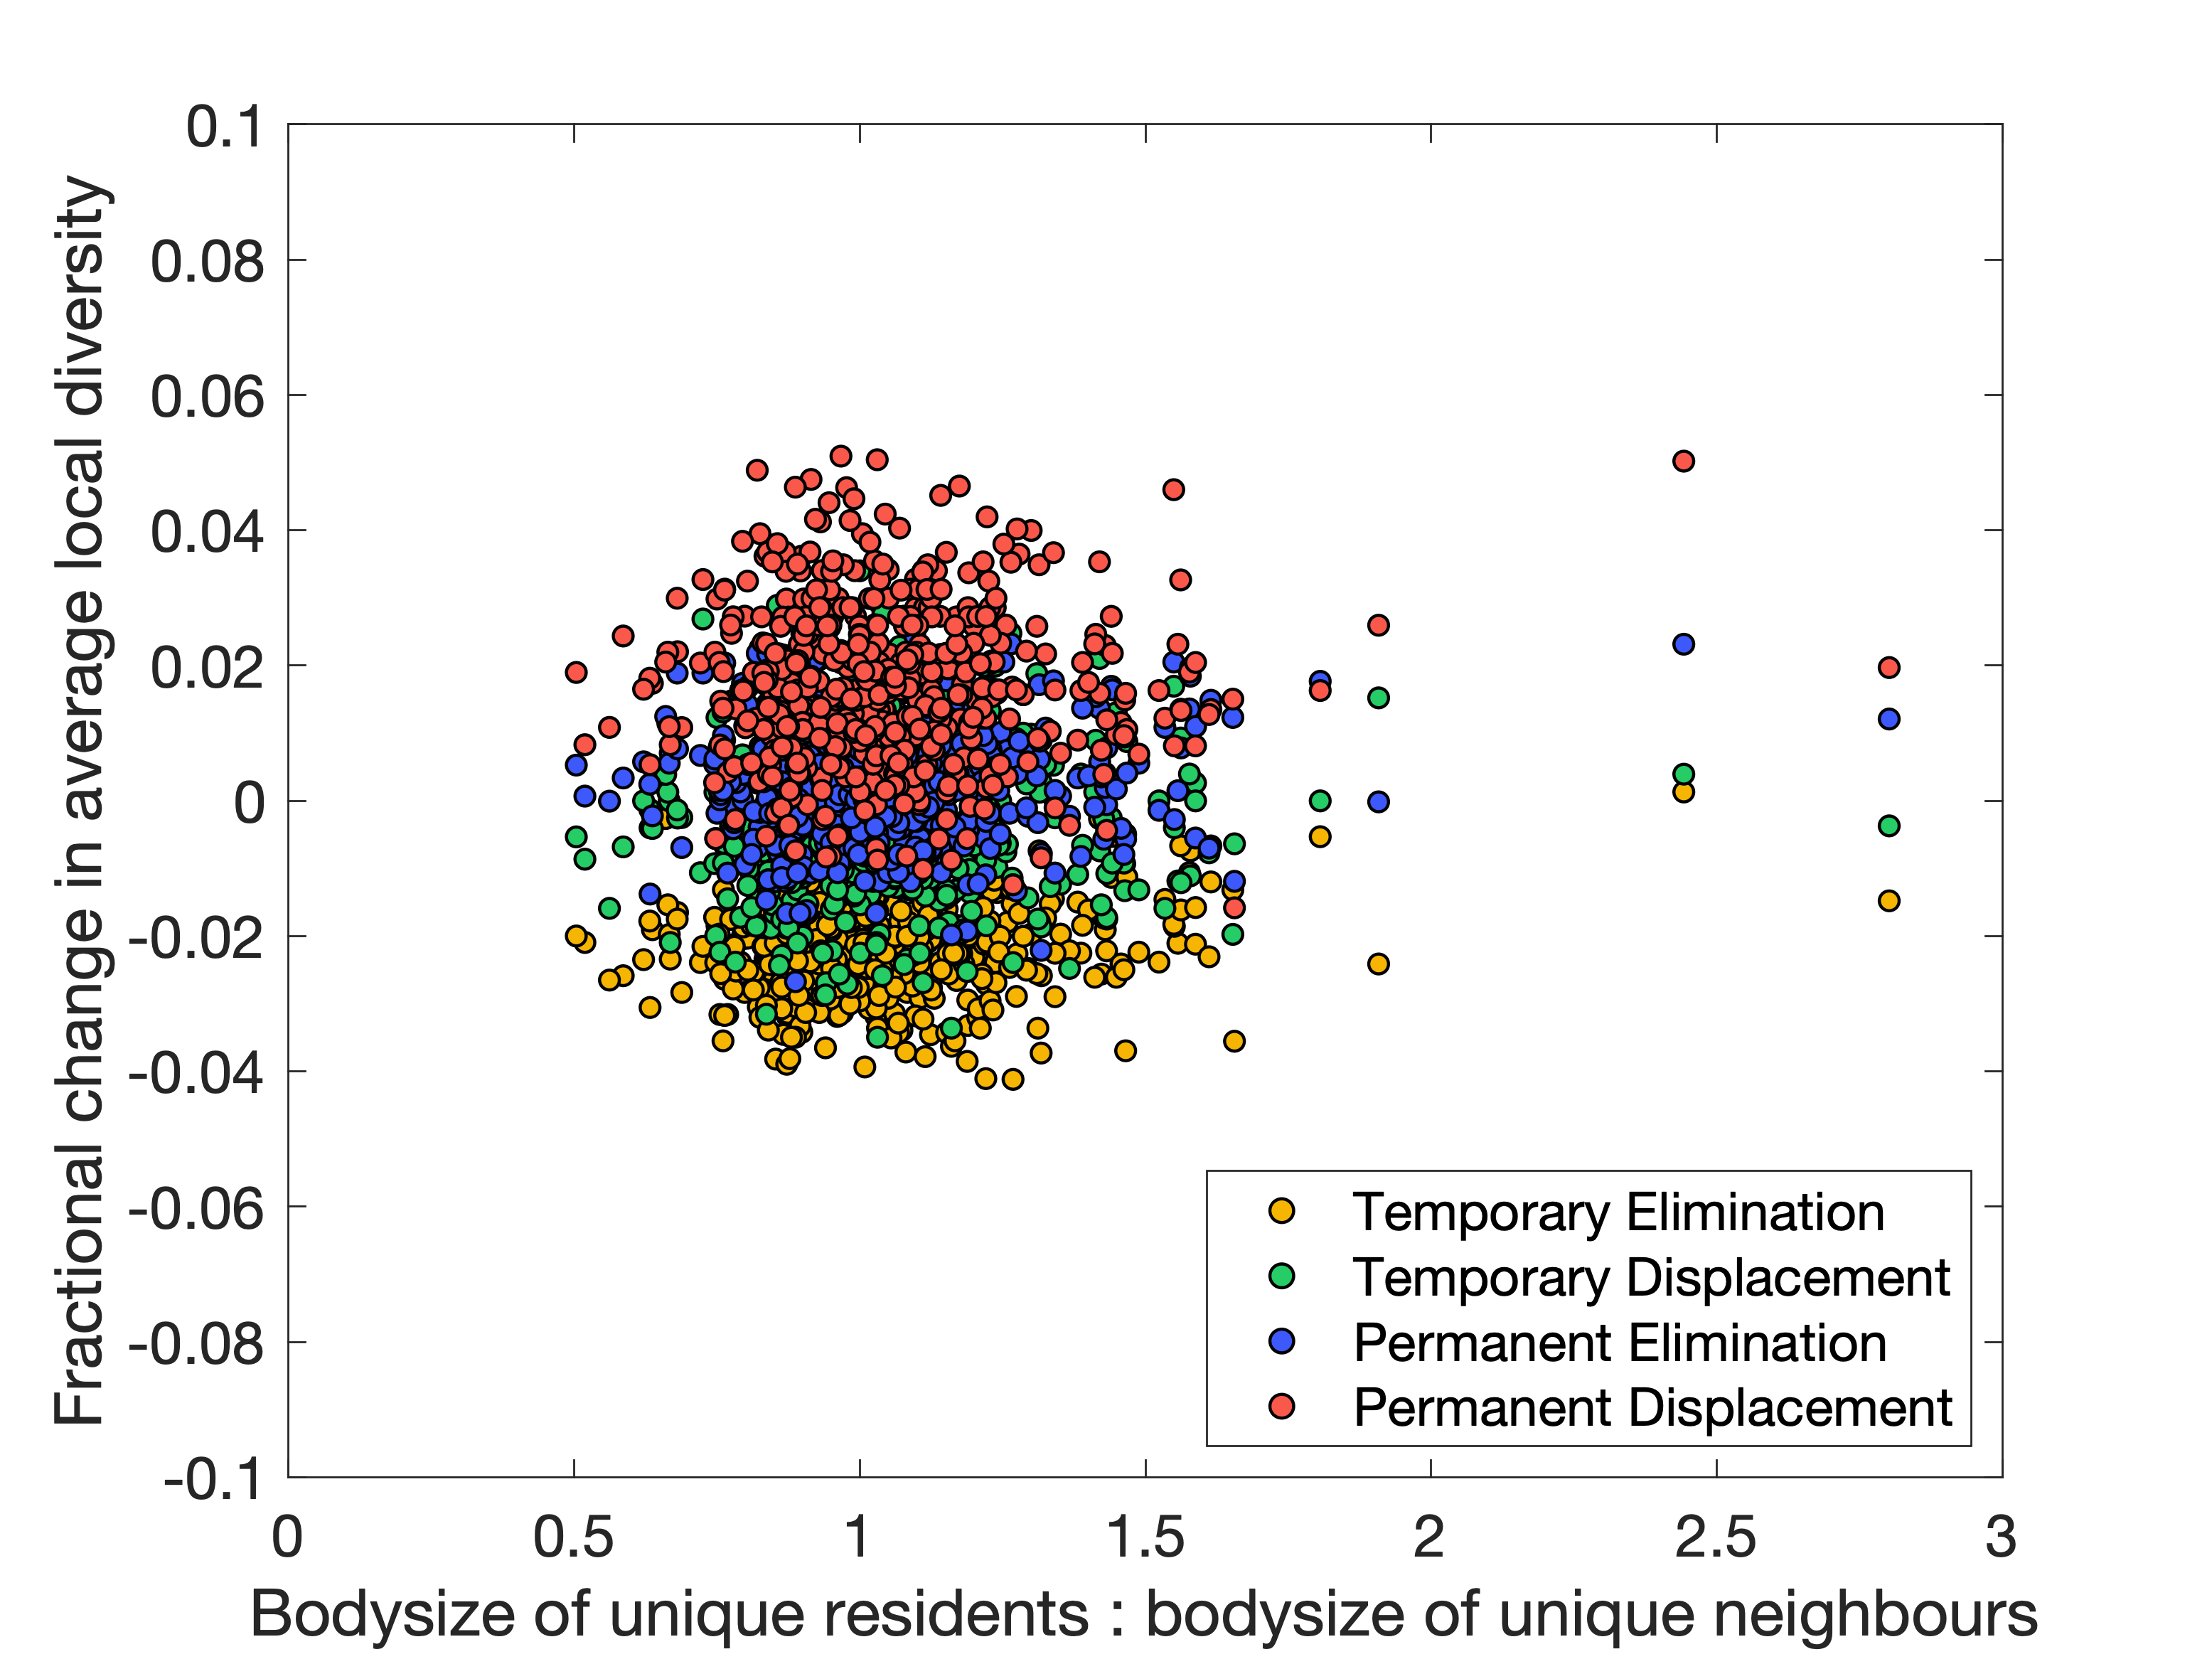 Fractional change in average local diversity
0.1
0.08
0.06
0.04
0.02
0
-0.02
-0.04
-0.06
-0.08
-0.1
Temporary Elimination
Temporary Displacement
Permanent Elimination
Permanent Displacement
0 0.5 1 1.5 2 2.5 3
Bodysize of unique residents : bodysize of unique neighbours